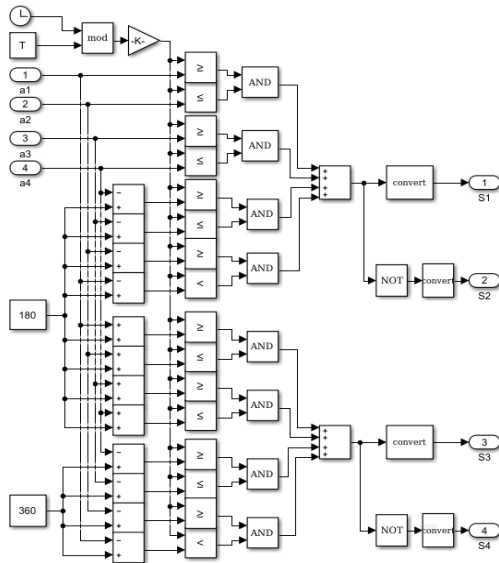 T
mod
-K-
1
a1
2
a2
3
a3
4
a4
≥
≤
AND
≥
≤
AND
− + − + − + − +
≥
≤
AND
≥
<
AND
+ + + +
convert
1
S1
NOT
convert
2
S2
180
+ + + + + + + +
≥
≤
AND
≥
≤
AND
360
− + − + − + − +
≥
≤
AND
≥
<
AND
+ + + +
convert
3
S3
NOT
convert
4
S4